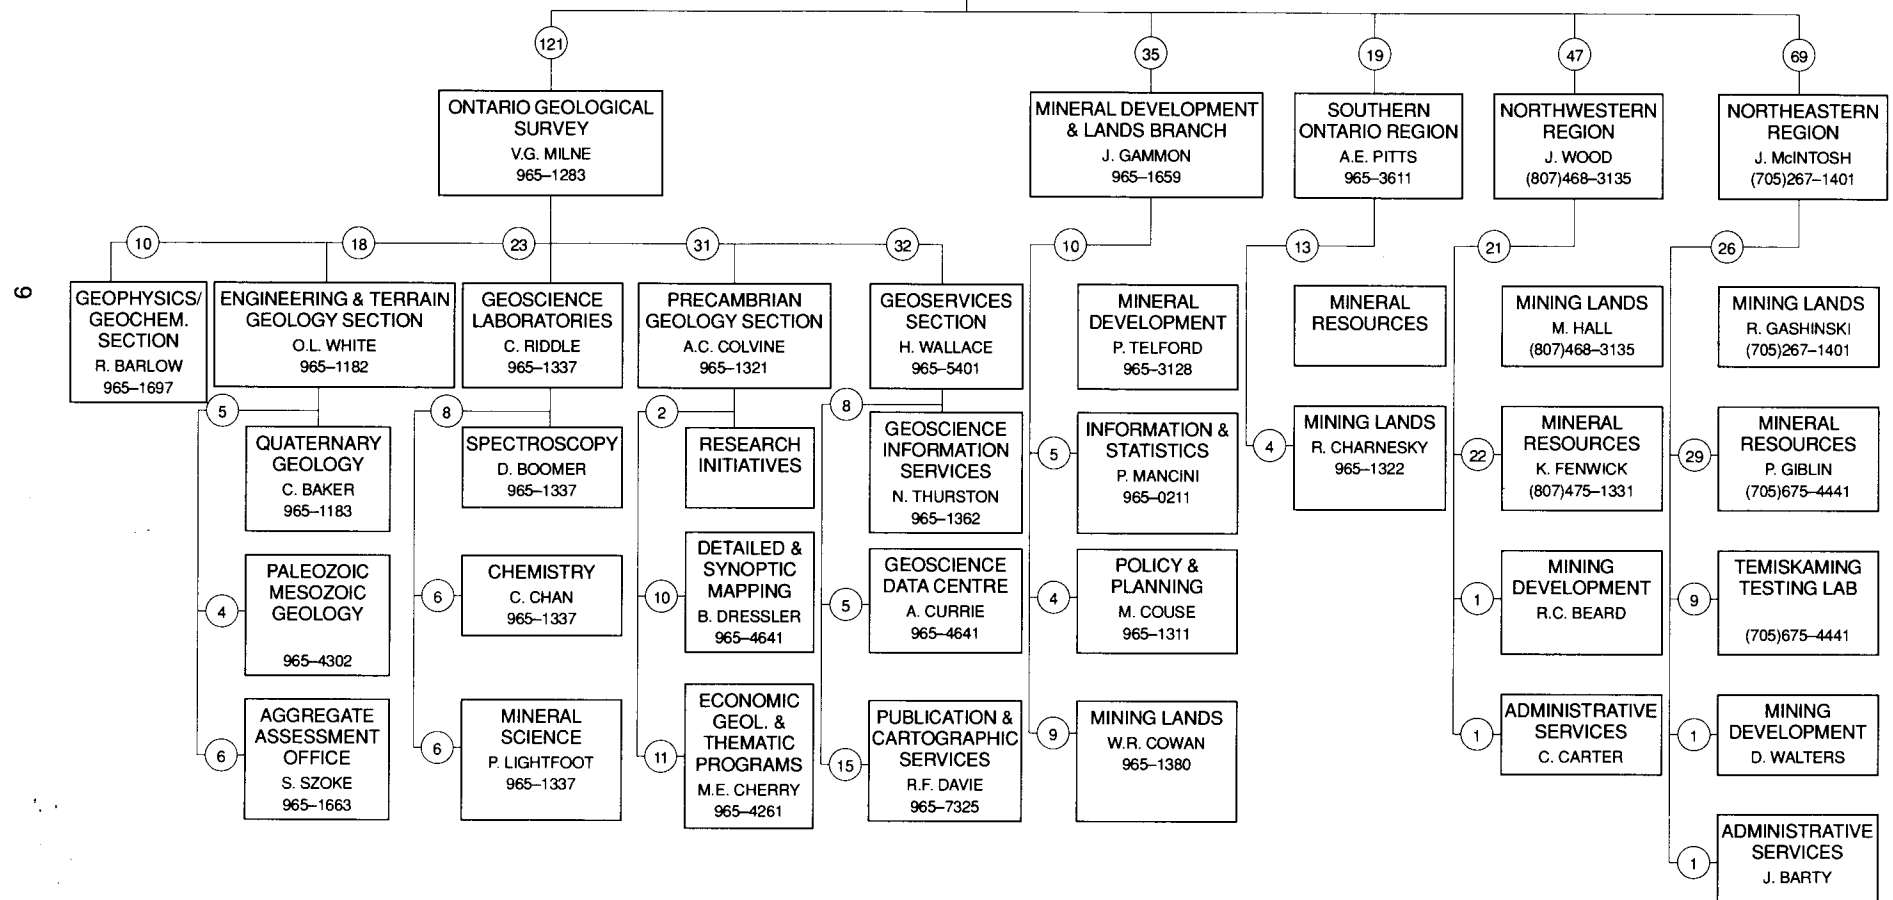 121
35
19
47
69
ONTARIO GEOLOGICAL
SURVEY
V.G. MILNE
965–1283
MINERAL DEVELOPMENT
& LANDS BRANCH
J. GAMMON
965–1659
SOUTHERN
ONTARIO REGION
A.E. PITTS
965–3611
NORTHWESTERN
REGION
J. WOOD
(807)468–3135
NORTHEASTERN
REGION
J. McINTOSH
(705)267–1401
10
18
23
31
32
10
13
21
26
6
GEOPHYSICS/
GEOCHEM.
SECTION
R. BARLOW
965–1697
ENGINEERING & TERRAIN
GEOLOGY SECTION
O.L. WHITE
965–1182
GEOSCIENCE
LABORATORIES
C. RIDDLE
965–1337
PRECAMBRIAN
GEOLOGY SECTION
A.C. COLVINE
965–1321
GEOSERVICES
SECTION
H. WALLACE
965–5401
MINERAL
DEVELOPMENT
P. TELFORD
965–3128
MINERAL
RESOURCES
MINING LANDS
M. HALL
(807)468–3135
MINING LANDS
R. GASHINSKI
(705)267–1401
5
QUATERNARY
GEOLOGY
C. BAKER
965–1183
8
SPECTROSCOPY
D. BOOMER
965–1337
2
RESEARCH
INITIATIVES
8
GEOSCIENCE
INFORMATION
SERVICES
N. THURSTON
965–1362
5
INFORMATION &
STATISTICS
P. MANCINI
965–0211
4
MINING LANDS
R. CHARNESKY
965–1322
22
MINERAL
RESOURCES
K. FENWICK
(807)475–1331
29
MINERAL
RESOURCES
P. GIBLIN
(705)675–4441
4
PALEOZOIC
MESOZOIC
GEOLOGY
965–4302
6
CHEMISTRY
C. CHAN
965–1337
10
DETAILED &
SYNOPTIC
MAPPING
B. DRESSLER
965–4641
5
GEOSCIENCE
DATA CENTRE
A. CURRIE
965–4641
4
POLICY &
PLANNING
M. COUSE
965–1311
1
MINING
DEVELOPMENT
R.C. BEARD
9
TEMISKAMING
TESTING LAB
(705)675–4441
6
AGGREGATE
ASSESSMENT
OFFICE
S. SZOKE
965–1663
6
MINERAL
SCIENCE
P. LIGHTFOOT
965–1337
11
ECONOMIC
GEOL. &
THEMATIC
PROGRAMS
M.E. CHERRY
965–4261
15
PUBLICATION &
CARTOGRAPHIC
SERVICES
R.F. DAVIE
965–7325
9
MINING LANDS
W.R. COWAN
965–1380
1
ADMINISTRATIVE
SERVICES
C. CARTER
1
MINING
DEVELOPMENT
D. WALTERS
1
ADMINISTRATIVE
SERVICES
J. BARTY